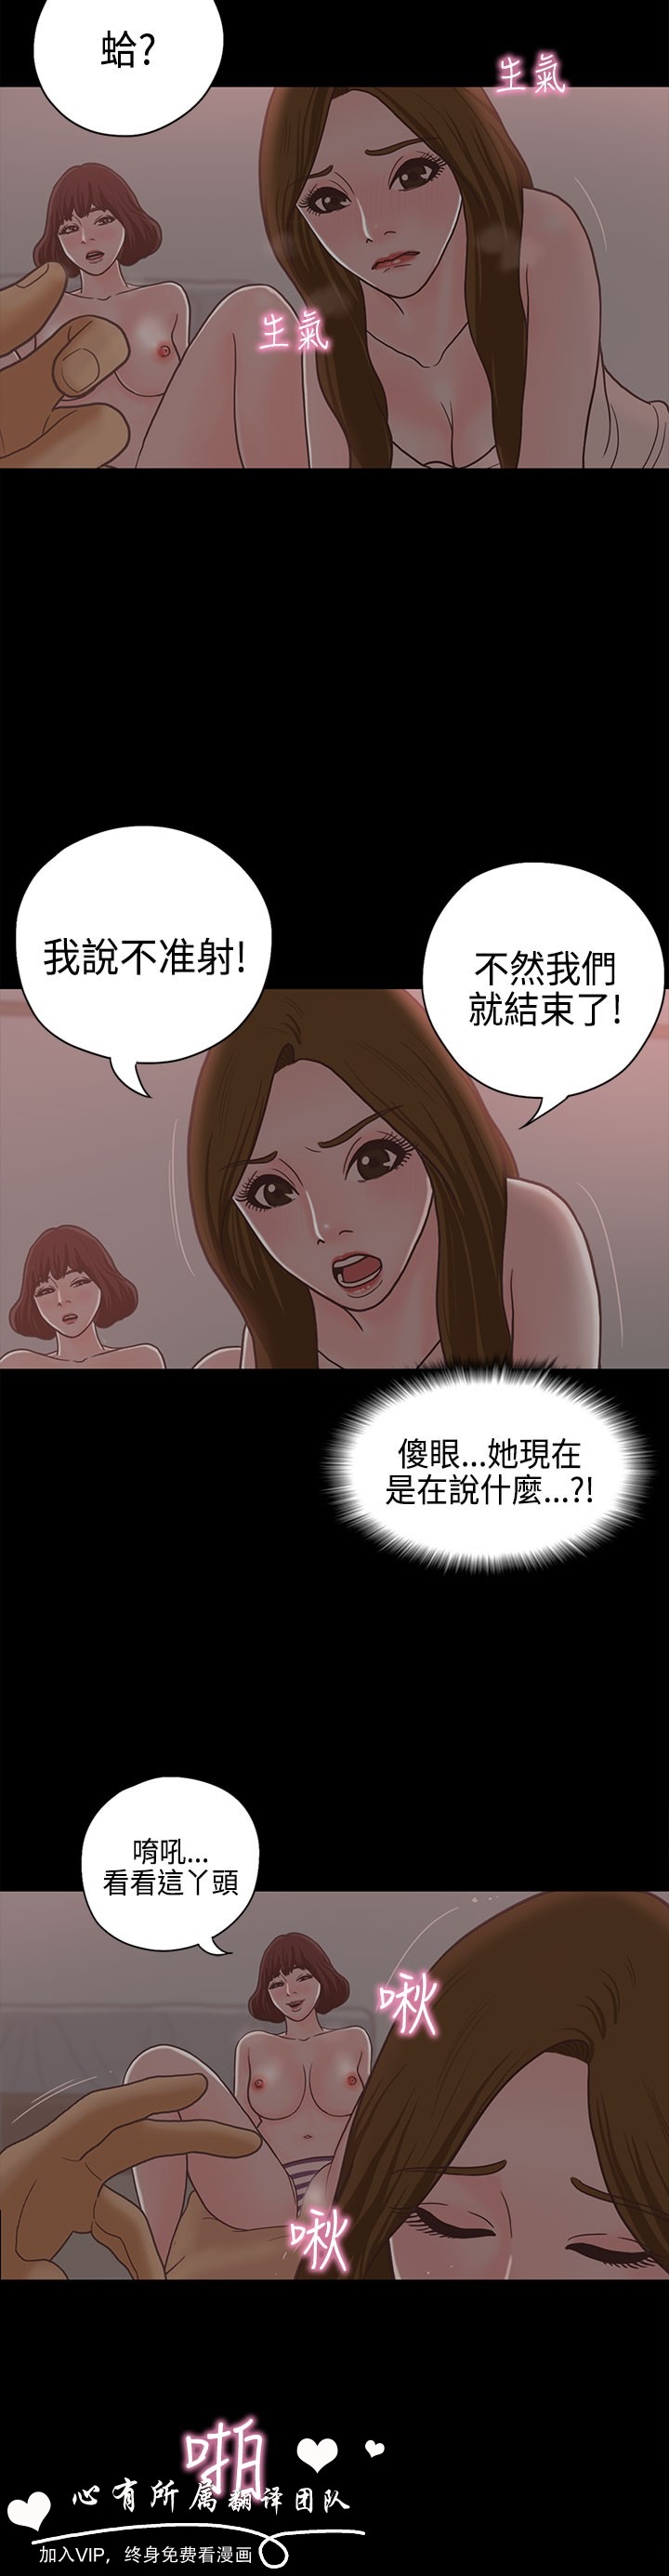 蛤?
生氣
生氣
我說不准射!
不然我們
就結束了!
傻眼...她現在
是在說什麼...?!
唷吼...
看看這丫頭
啾
啾
啪
心有所属翻译团队
加入VIP，终身免费看漫画